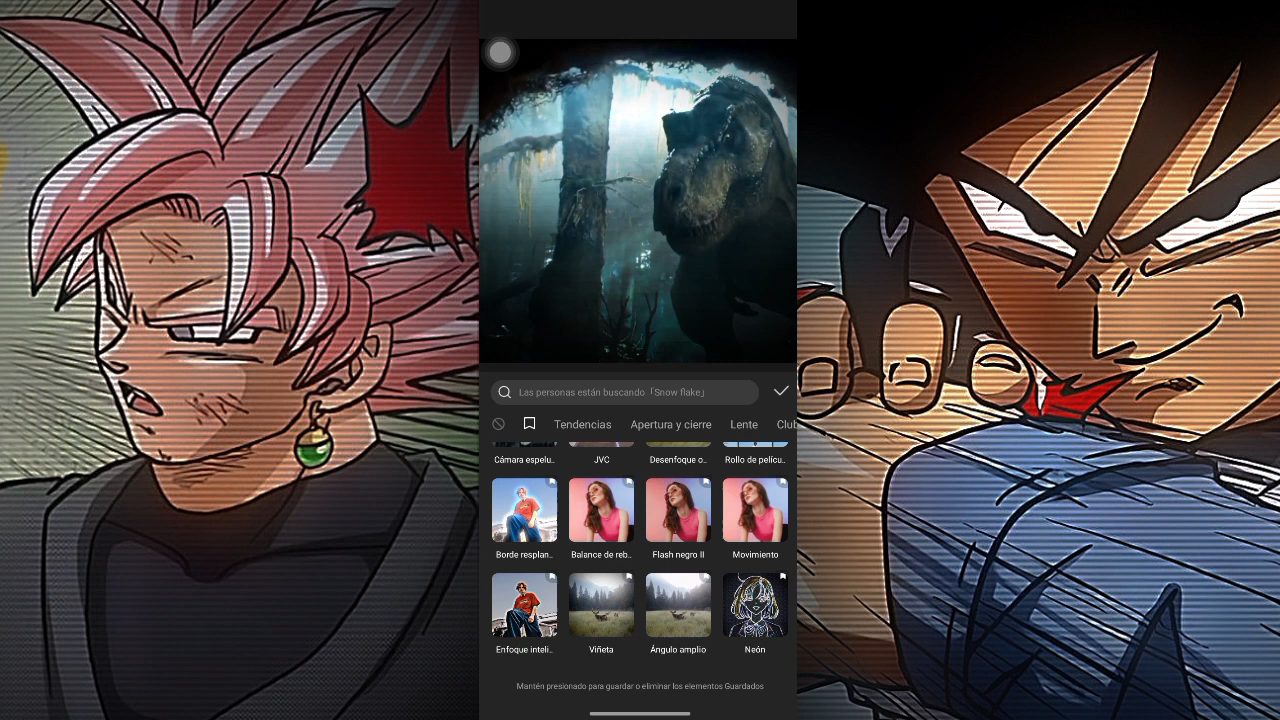 Las personas están buscando「Snow flake」
Tendencias Apertura y cierre Lente Club
Cámara espelu.. JVC Desenfoque o.. Rollo de pelícu..
Borde resplan.. Balance de reb.. Flash negro II Movimiento
Enfoque inteli.. Viñeta Ángulo amplio Neón
Mantén presionado para guardar o eliminar los elementos Guardados